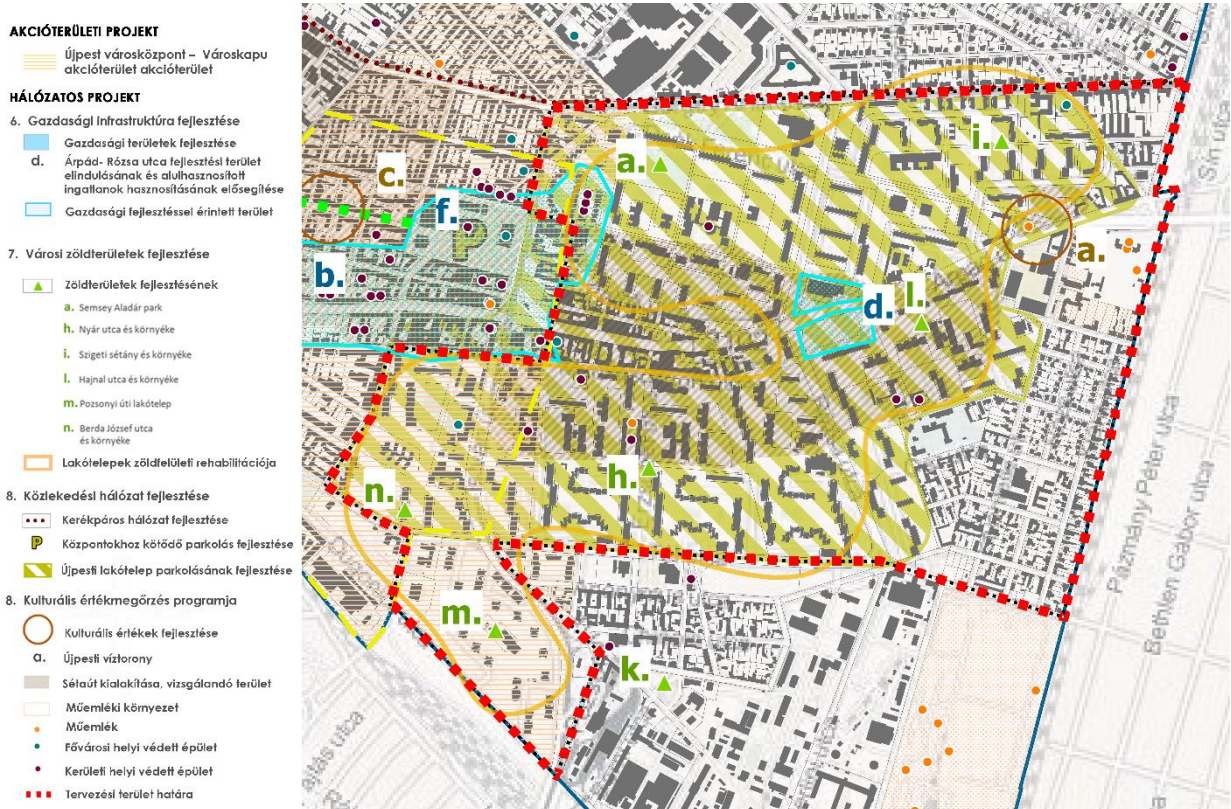 AKCIÓTERÜLETI PROJEKT
Újpest városközpont – Városkapu
akcióterület akcióterület
HÁLÓZATOS PROJEKT
6. Gazdasági infrastruktúra fejlesztése
Gazdasági területek fejlesztése
d. Árpád- Rózsa utca fejlesztési terület
elindulásának és alulhasznosított
ingatlanok hasznosításának elősegítése
Gazdasági fejlesztéssel érintett terület
7. Városi zöldterületek fejlesztése
Zöldterületek fejlesztésének
a. Semsey Aladár park
h. Nyár utca és környéke
i. Szigeti sétány és környéke
l. Hajnal utca és környéke
m. Pozsonyi úti lakótelep
n. Berda József utca
és környéke
Lakótelepek zöldfelületi rehabilitációja
8. Közlekedési hálózat fejlesztése
Kerékpáros hálózat fejlesztése
P Központokhoz kötődő parkolás fejlesztése
Újpesti lakótelep parkolásának fejlesztése
8. Kulturális értékmegőrzés programja
Kulturális értékek fejlesztése
a. Újpesti víztorony
Sétaút kialakítása, vizsgálandó terület
Műemléki környezet
Műemlék
Fővárosi helyi védett épület
Kerületi helyi védett épület
Tervezési terület határa
a.
i.
c.
f.
P
b.
a.
d.
l.
h.
n.
m.
k.
Pázmány Péter utca
Bethlen Gábor utca